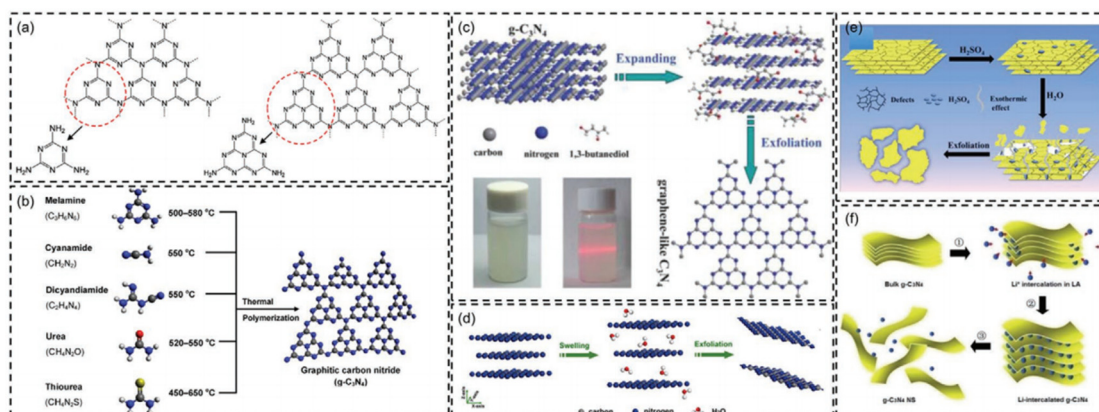 (a)
NH₂
H₂N
NH₂
NH₂
H₂N
NH₂
(b)
Melamine
(C₃H₆N₆)
500–580 °C
Cyanamide
(CH₂N₂)
550 °C
Dicyandiamide
(C₂H₄N₄)
550 °C
Urea
(CH₄N₂O)
520–550 °C
Thiourea
(CH₄N₂S)
450–650 °C
Thermal
Polymerization
Graphitic carbon nitride
(g-C₃N₄)
(c)
g-C₃N₄
Expanding
carbon
nitrogen
1,3-butanediol
Exfoliation
graphene-like C₃N₄
(d)
Swelling
Exfoliation
carbon
nitrogen
H₂O
(e)
H₂SO₄
Defects
H₂SO₄
Exothermic
effect
H₂O
Exfoliation
(f)
①
Bulk g-C₃N₄
Li⁺ intercalation in LA
②
③
g-C₃N₄ NS
Li-intercalated g-C₃N₄